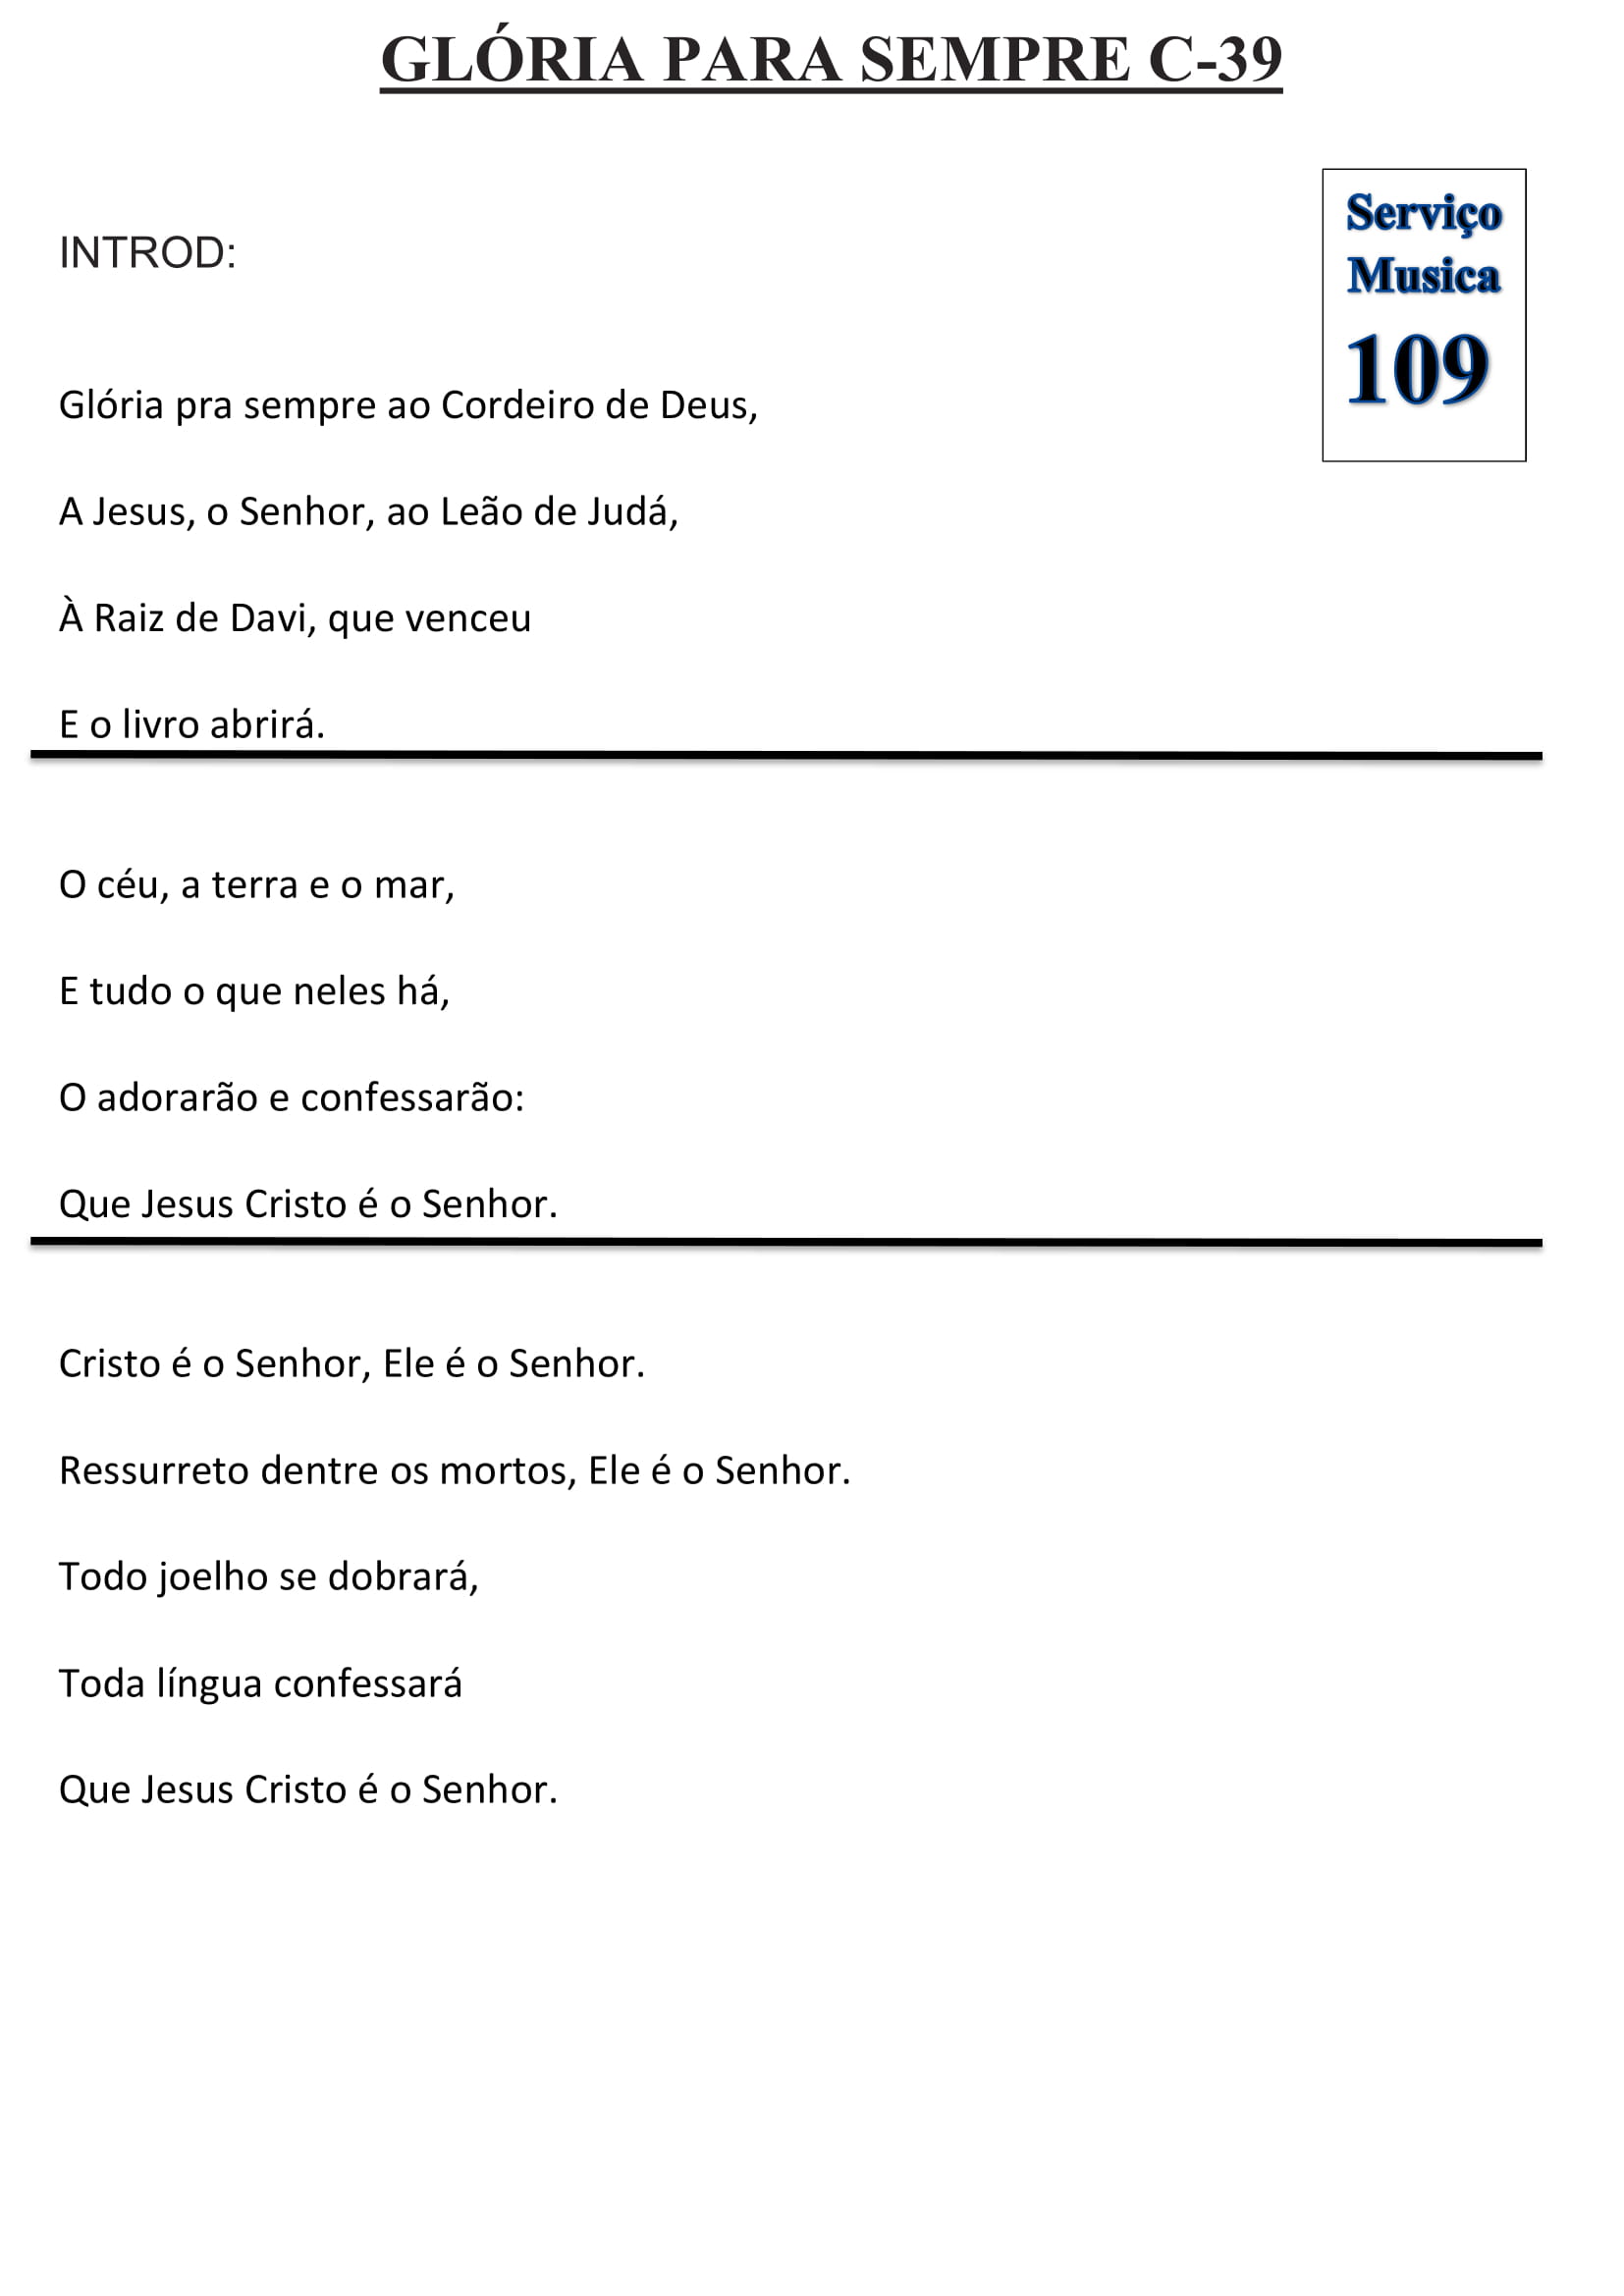 GLÓRIA PARA SEMPRE C-39
Serviço
Musica
109
INTROD:
Glória pra sempre ao Cordeiro de Deus,
A Jesus, o Senhor, ao Leão de Judá,
À Raiz de Davi, que venceu
E o livro abrirá.
O céu, a terra e o mar,
E tudo o que neles há,
O adorarão e confessarão:
Que Jesus Cristo é o Senhor.
Cristo é o Senhor, Ele é o Senhor.
Ressurreto dentre os mortos, Ele é o Senhor.
Todo joelho se dobrará,
Toda língua confessará
Que Jesus Cristo é o Senhor.